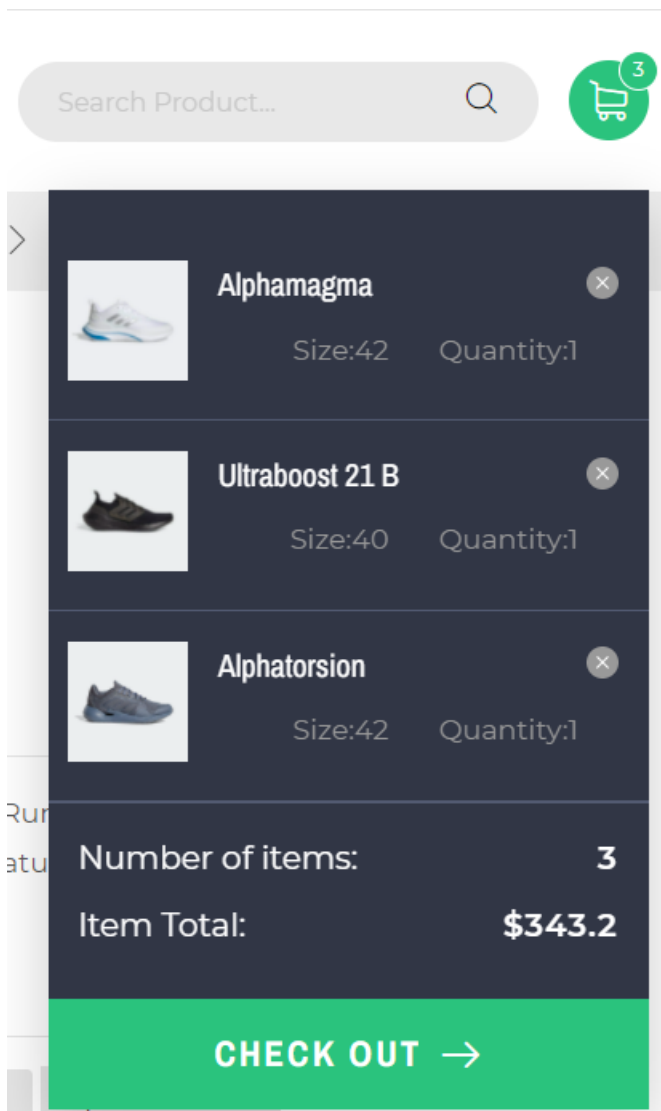 Search Product...
3
Alphamagma
Size:42 Quantity:1
Ultraboost 21 B
Size:40 Quantity:1
Alphatorsion
Size:42 Quantity:1
Number of items: 3
Item Total: $343.2
CHECK OUT